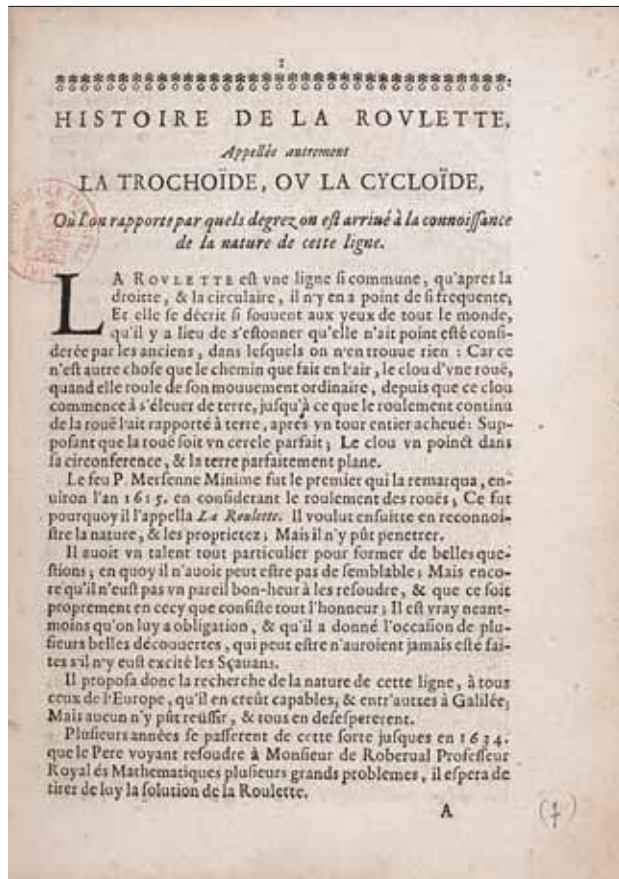 1
HISTOIRE DE LA ROVLETTE,
Appellée autrement
LA TROCHOÏDE, OV LA CYCLOÏDE,
Où l'on rapporte par quels degrez on est arriué à la connoissance
de la nature de cette ligne.
LA ROVLETTE est vne ligne si commune, qu'apres la
droitte, & la circulaire, il n'y en a point de si frequente;
Et elle se décrit si souuent aux yeux de tout le monde,
qu'il y a lieu de s'estonner qu'elle n'ait point esté consi-
derée par les anciens, dans lesquels on n'en trouue rien : Car ce
n'est autre chose que le chemin que fait en l'air, le clou d'vne rouë,
quand elle roule de son mouuement ordinaire, depuis que ce clou
commence à s'éleuer de terre, jusqu'à ce que le roulement continu
de la rouë l'ait rapporté à terre, aprés vn tour entier acheué: Sup-
posant que la rouë soit vn cercle parfait; Le clou vn poinct dans
sa circonference, & la terre parfaitement plane.
Le feu P. Mersenne Minime fut le premier qui la remarqua, en-
uiron l'an 1615. en considerant le roulement des rouës; Ce fut
pourquoy il l'appella La Roulette. Il voulut ensuitte en reconnoi-
stre la nature, & les proprietez; Mais il n'y pût penetrer.
Il auoit vn talent tout particulier pour former de belles que-
stions; en quoy il n'auoit peut estre pas de semblable; Mais enco-
re qu'il n'eust pas vn pareil bon-heur à les resoudre, & que ce soit
proprement en cecy que consiste tout l'honneur; Il est vray neant-
moins qu'on luy a obligation, & qu'il a donné l'occasion de plu-
sieurs belles découuertes, qui peut estre n'auroient jamais esté fai-
tes s'il n'y eust excité les Sçauans.
Il proposa donc la recherche de la nature de cette ligne, à tous
ceux de l'Europe, qu'il en creût capables, & entr'autres à Galilée;
Mais aucun n'y pût reüssir, & tous en desespererent.
Plusieurs années se passerent de cette sorte jusques en 1634.
que le Pere voyant resoudre à Monsieur de Roberual Professeur
Royal és Mathematiques plusieurs grands problemes, il espera de
tirer de luy la solution de la Roulette.
A